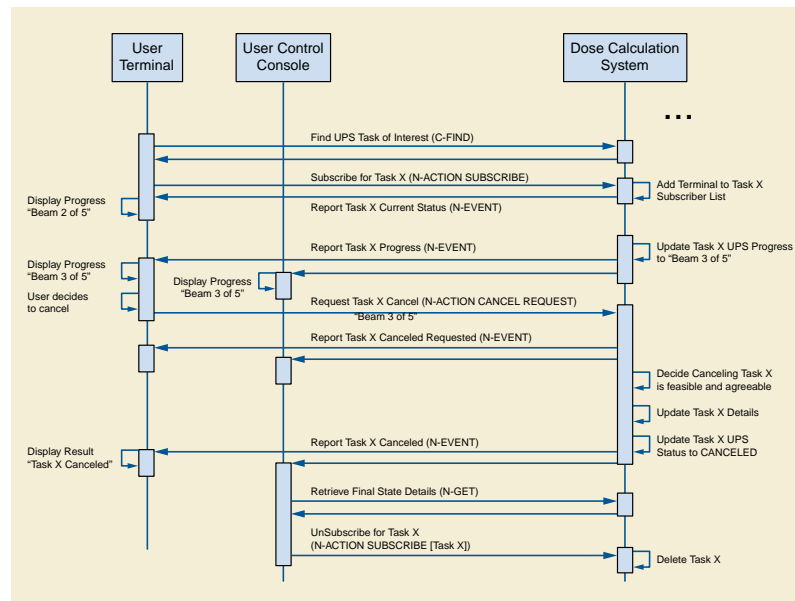 User
Terminal
User Control
Console
Dose Calculation
System
...
Find UPS Task of Interest (C-FIND)
Subscribe for Task X (N-ACTION SUBSCRIBE)
Add Terminal to Task X
Subscriber List
Display Progress
“Beam 2 of 5”
Report Task X Current Status (N-EVENT)
Report Task X Progress (N-EVENT)
Update Task X UPS Progress
to “Beam 3 of 5”
Display Progress
“Beam 3 of 5”
Display Progress
“Beam 3 of 5”
User decides
to cancel
Request Task X Cancel (N-ACTION CANCEL REQUEST)
“Beam 3 of 5”
Report Task X Canceled Requested (N-EVENT)
Decide Canceling Task X
is feasible and agreeable
Update Task X Details
Report Task X Canceled (N-EVENT)
Update Task X UPS
Status to CANCELED
Display Result
“Task X Canceled”
Retrieve Final State Details (N-GET)
UnSubscribe for Task X
(N-ACTION SUBSCRIBE [Task X])
Delete Task X